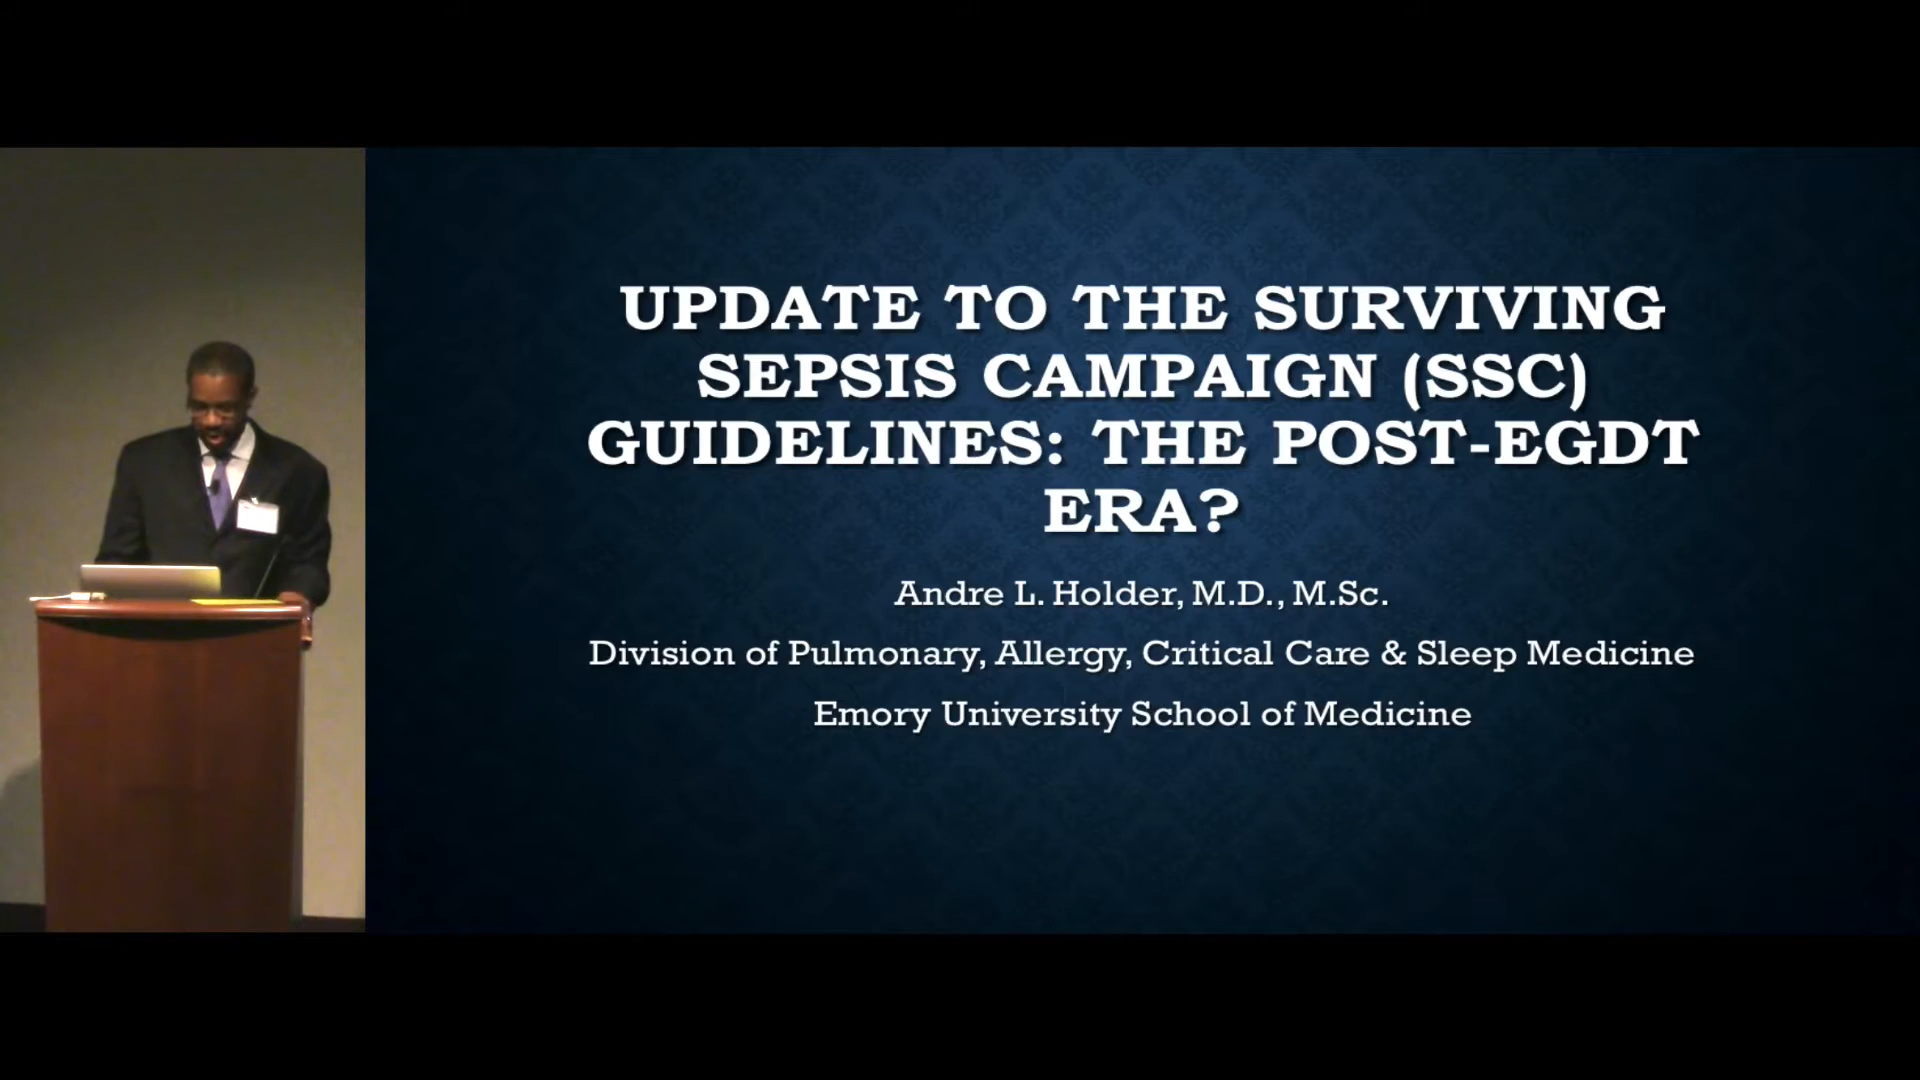 UPDATE TO THE SURVIVING
SEPSIS CAMPAIGN (SSC)
GUIDELINES: THE POST-EGDT
ERA?
Andre L. Holder, M.D., M.Sc.
Division of Pulmonary, Allergy, Critical Care & Sleep Medicine
Emory University School of Medicine